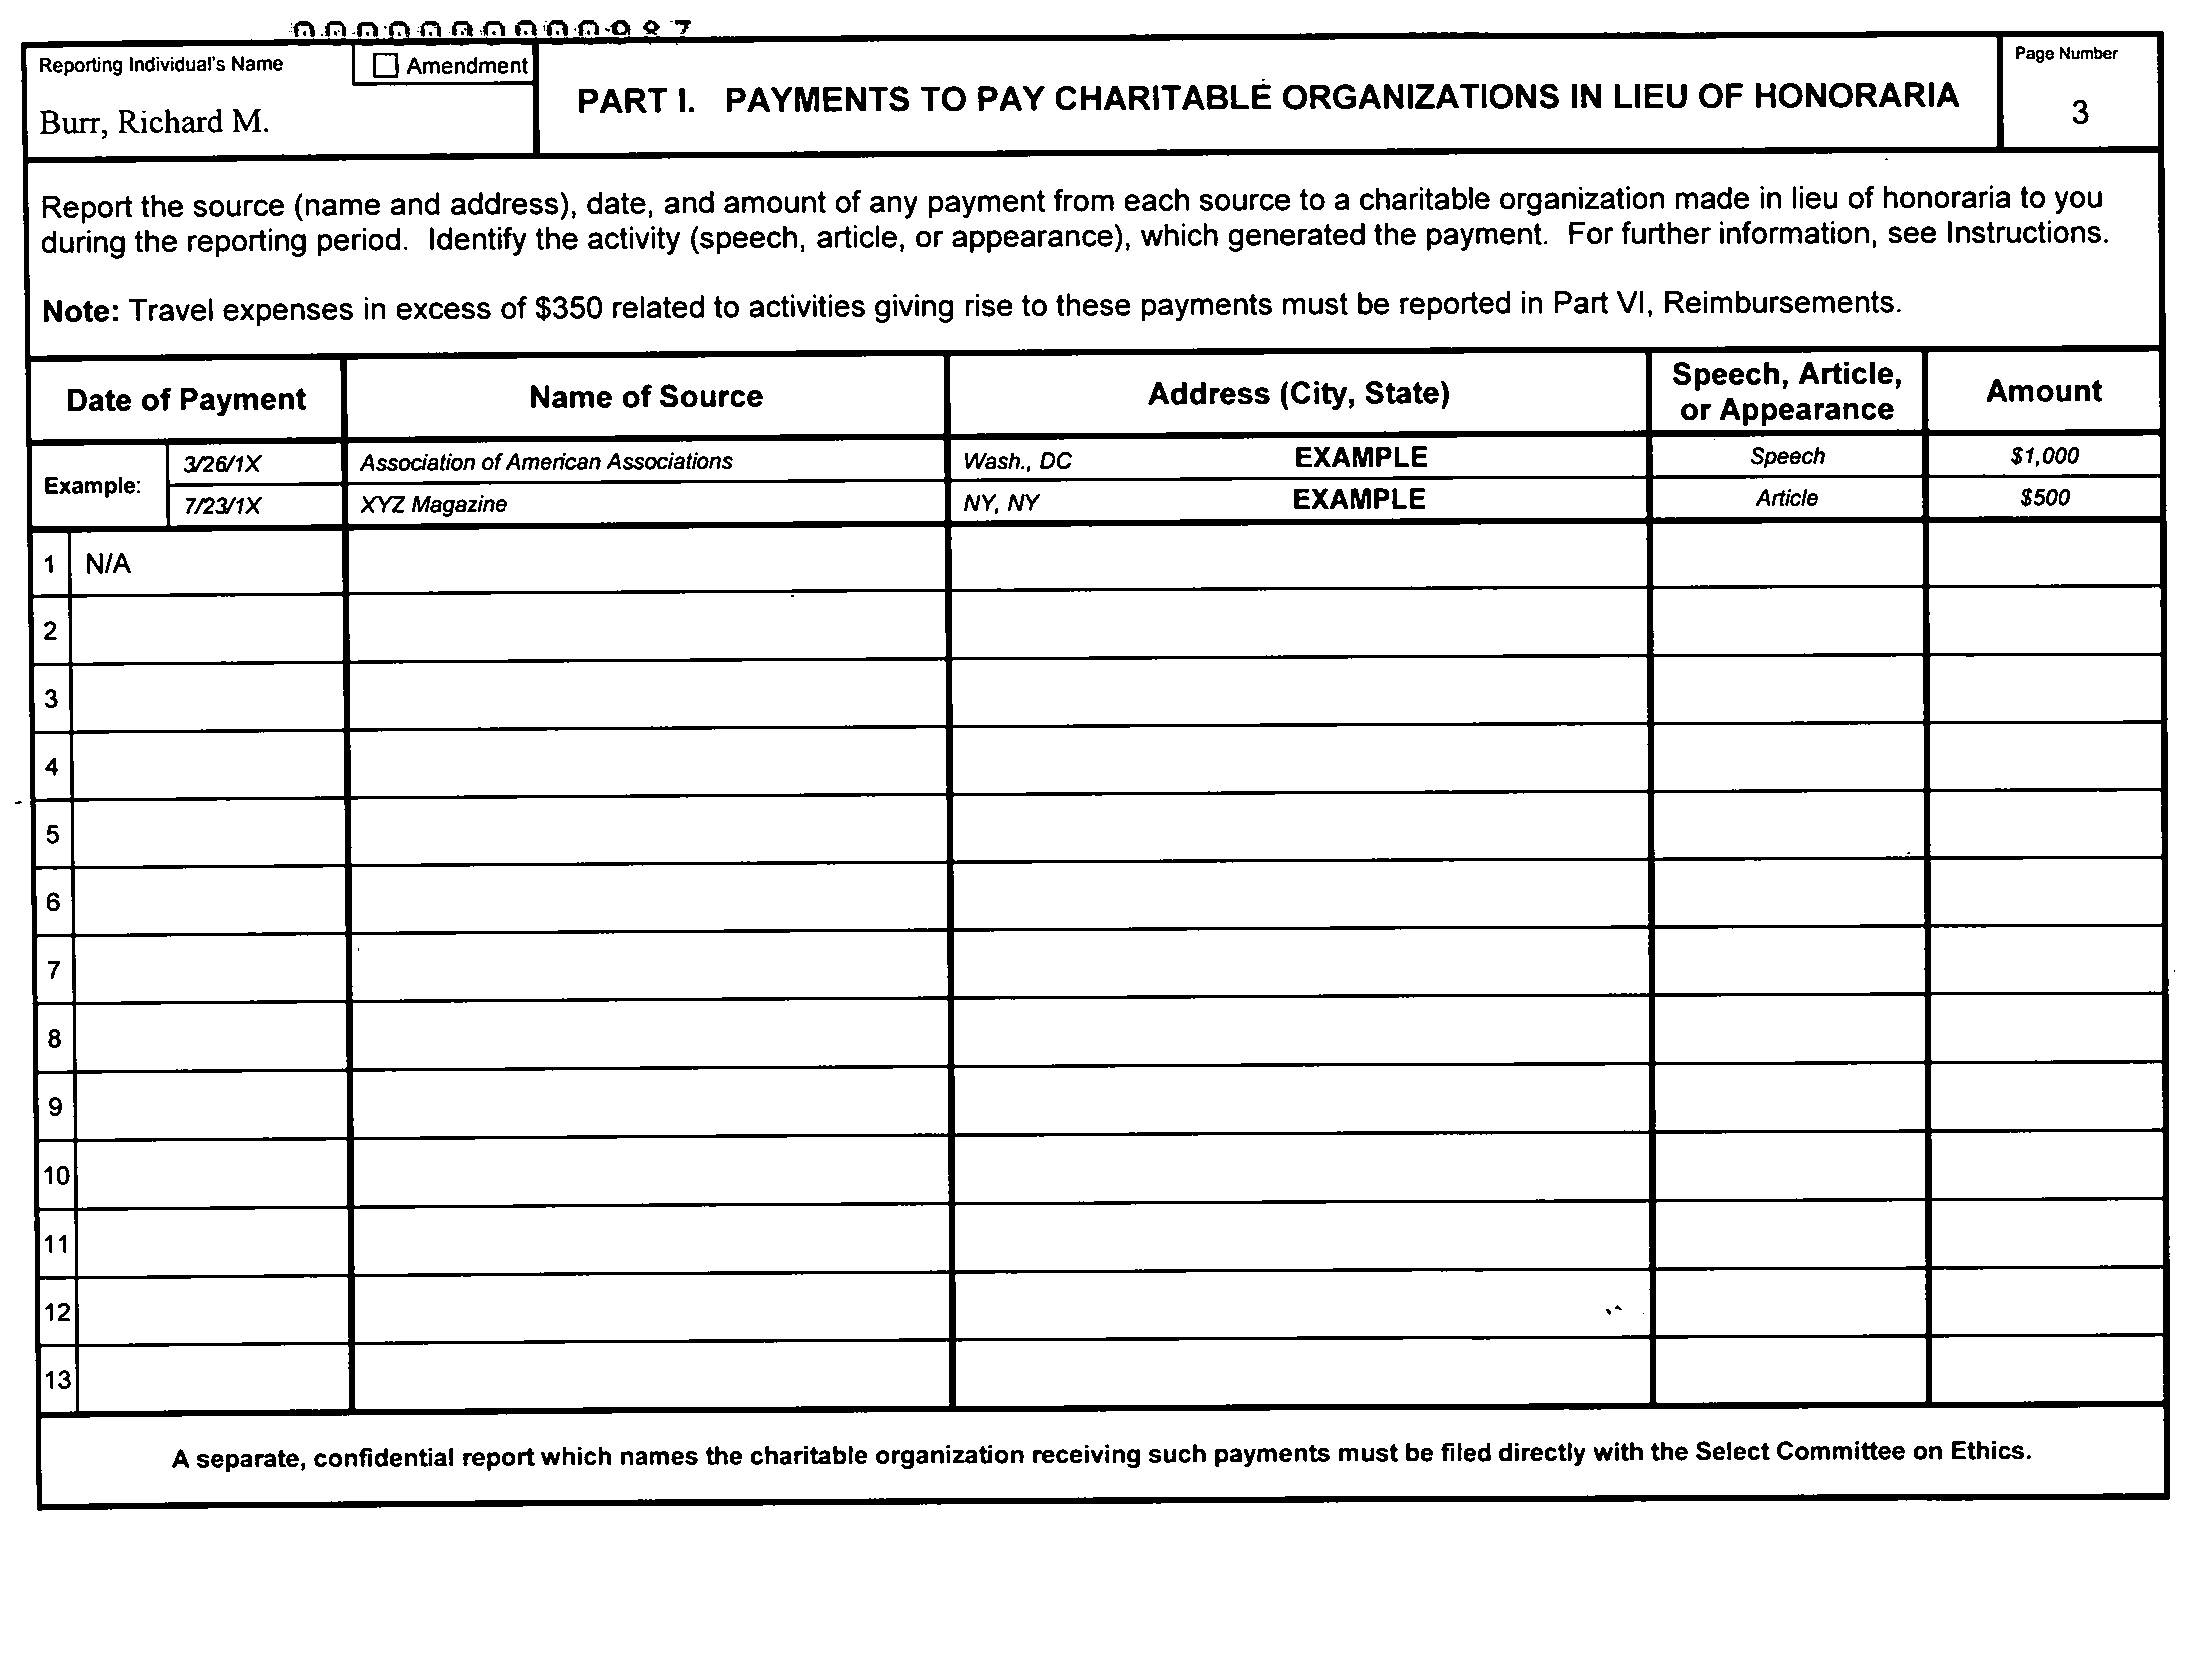 Reporting Individual's Name
Amendment
Burr, Richard M.
PART I. PAYMENTS TO PAY CHARITABLE ORGANIZATIONS IN LIEU OF HONORARIA
Page Number
3
Report the source (name and address), date, and amount of any payment from each source to a charitable organization made in lieu of honoraria to you
during the reporting period. Identify the activity (speech, article, or appearance), which generated the payment. For further information, see Instructions.
Note: Travel expenses in excess of $350 related to activities giving rise to these payments must be reported in Part VI, Reimbursements.
Date of Payment Name of Source Address (City, State) Speech, Article, or Appearance Amount
Example: 3/26/1X Association of American Associations Wash., DC EXAMPLE Speech $1,000
7/23/1X XYZ Magazine NY, NY EXAMPLE Article $500
1 N/A
2
3
4
5
6
7
8
9
10
11
12
13
A separate, confidential report which names the charitable organization receiving such payments must be filed directly with the Select Committee on Ethics.